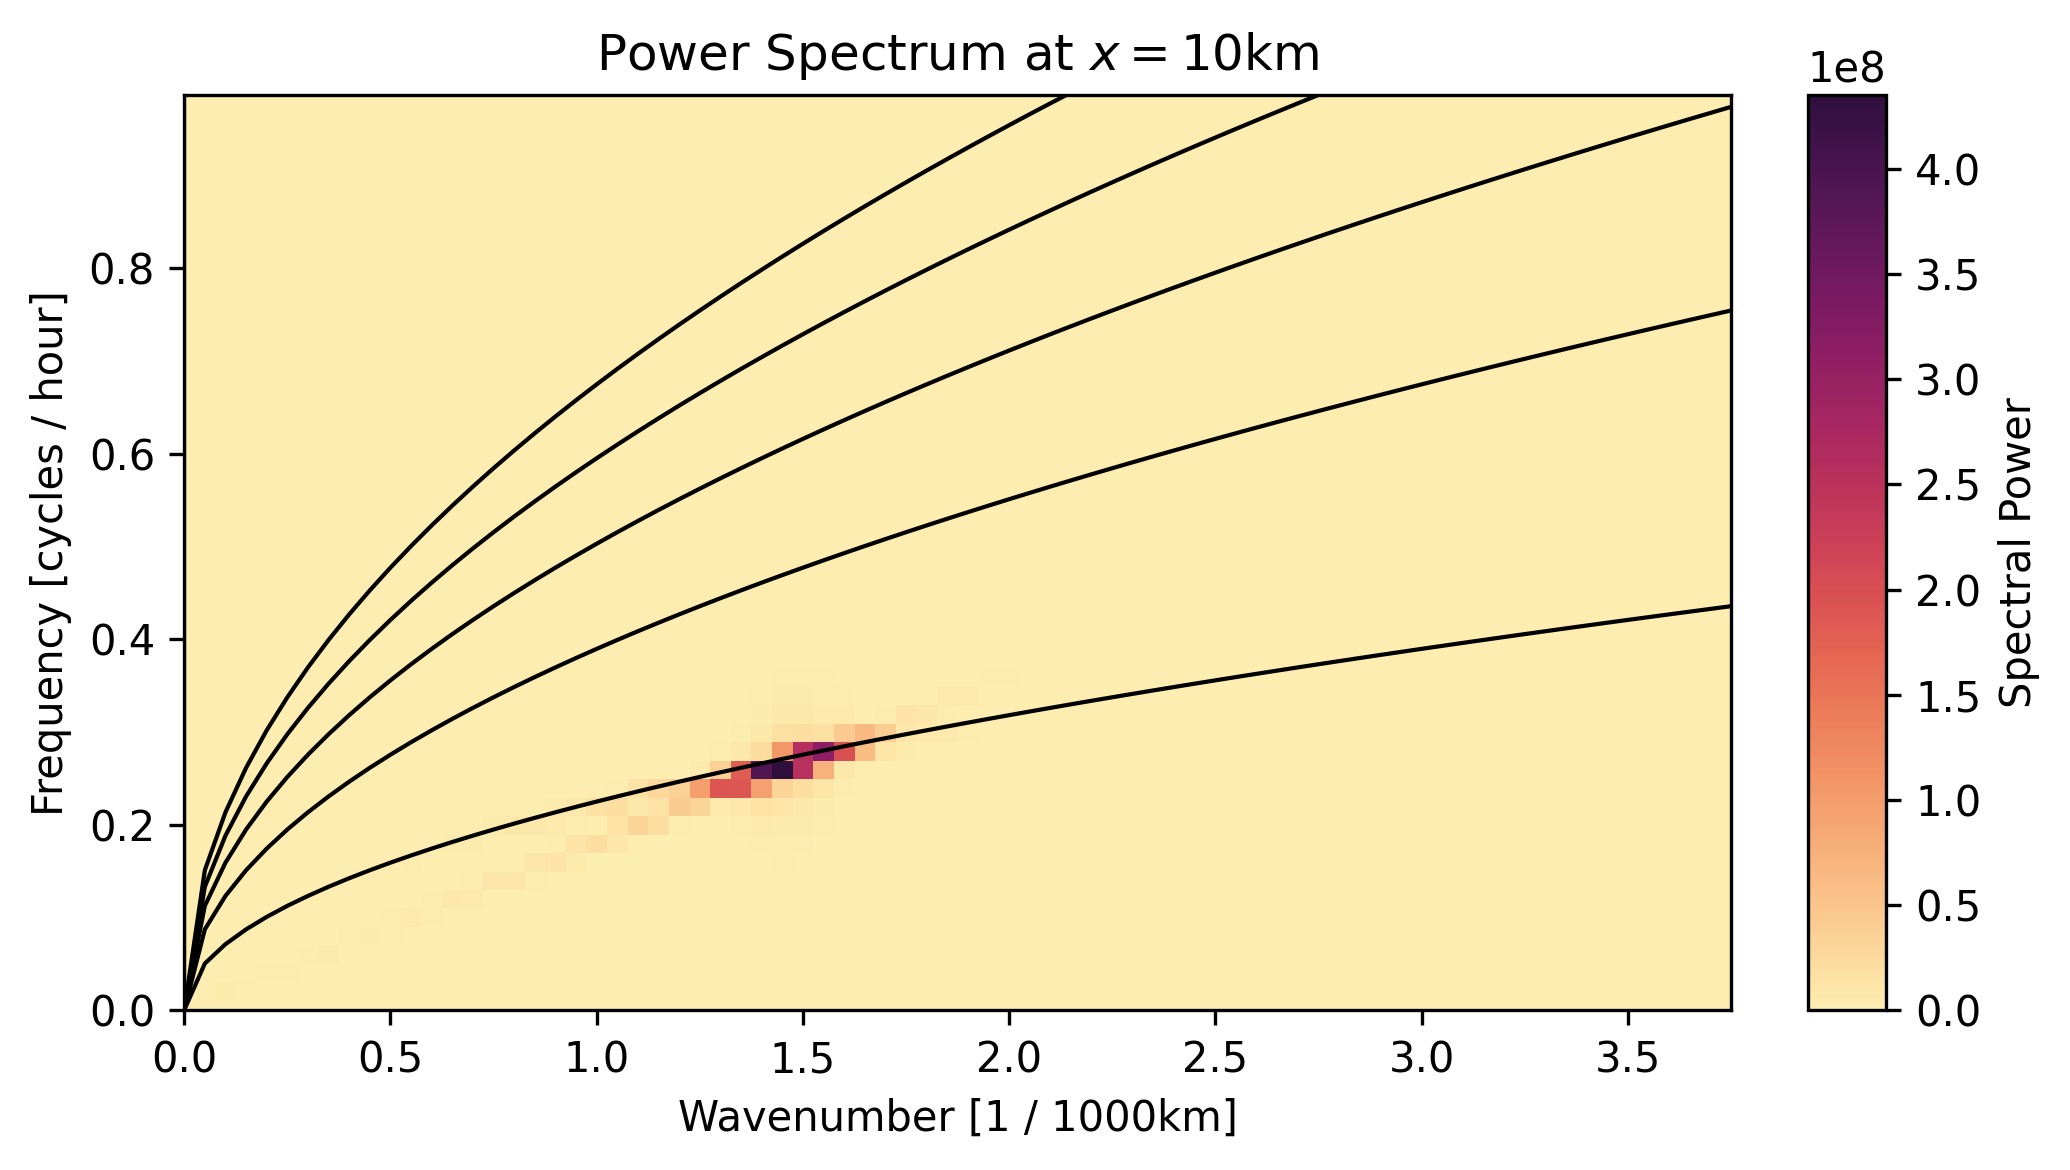 Power Spectrum at x = 10km
1e8
Frequency [cycles / hour]
0.8
0.6
0.4
0.2
0.0
0.0 0.5 1.0 1.5 2.0 2.5 3.0 3.5
Wavenumber [1 / 1000km]
4.0
3.5
3.0
2.5
2.0
1.5
1.0
0.5
0.0
Spectral Power